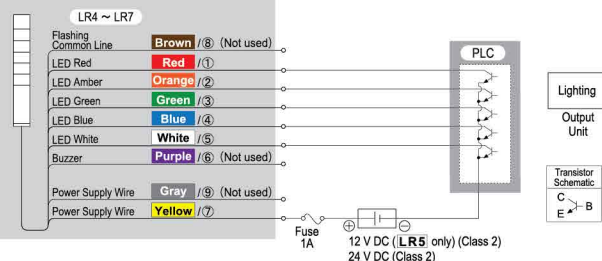 LR4 ~ LR7
Flashing
Common Line Brown /⑧ (Not used)
LED Red Red /①
LED Amber Orange /②
LED Green Green /③
LED Blue Blue /④
LED White White /⑤
Buzzer Purple /⑥ (Not used)
Power Supply Wire Gray /⑨ (Not used)
Power Supply Wire Yellow /⑦
PLC
Lighting
Output
Unit
Transistor
Schematic
C
B
E
Fuse
1A
⊕ ⊖
12 V DC (LR5 only) (Class 2)
24 V DC (Class 2)